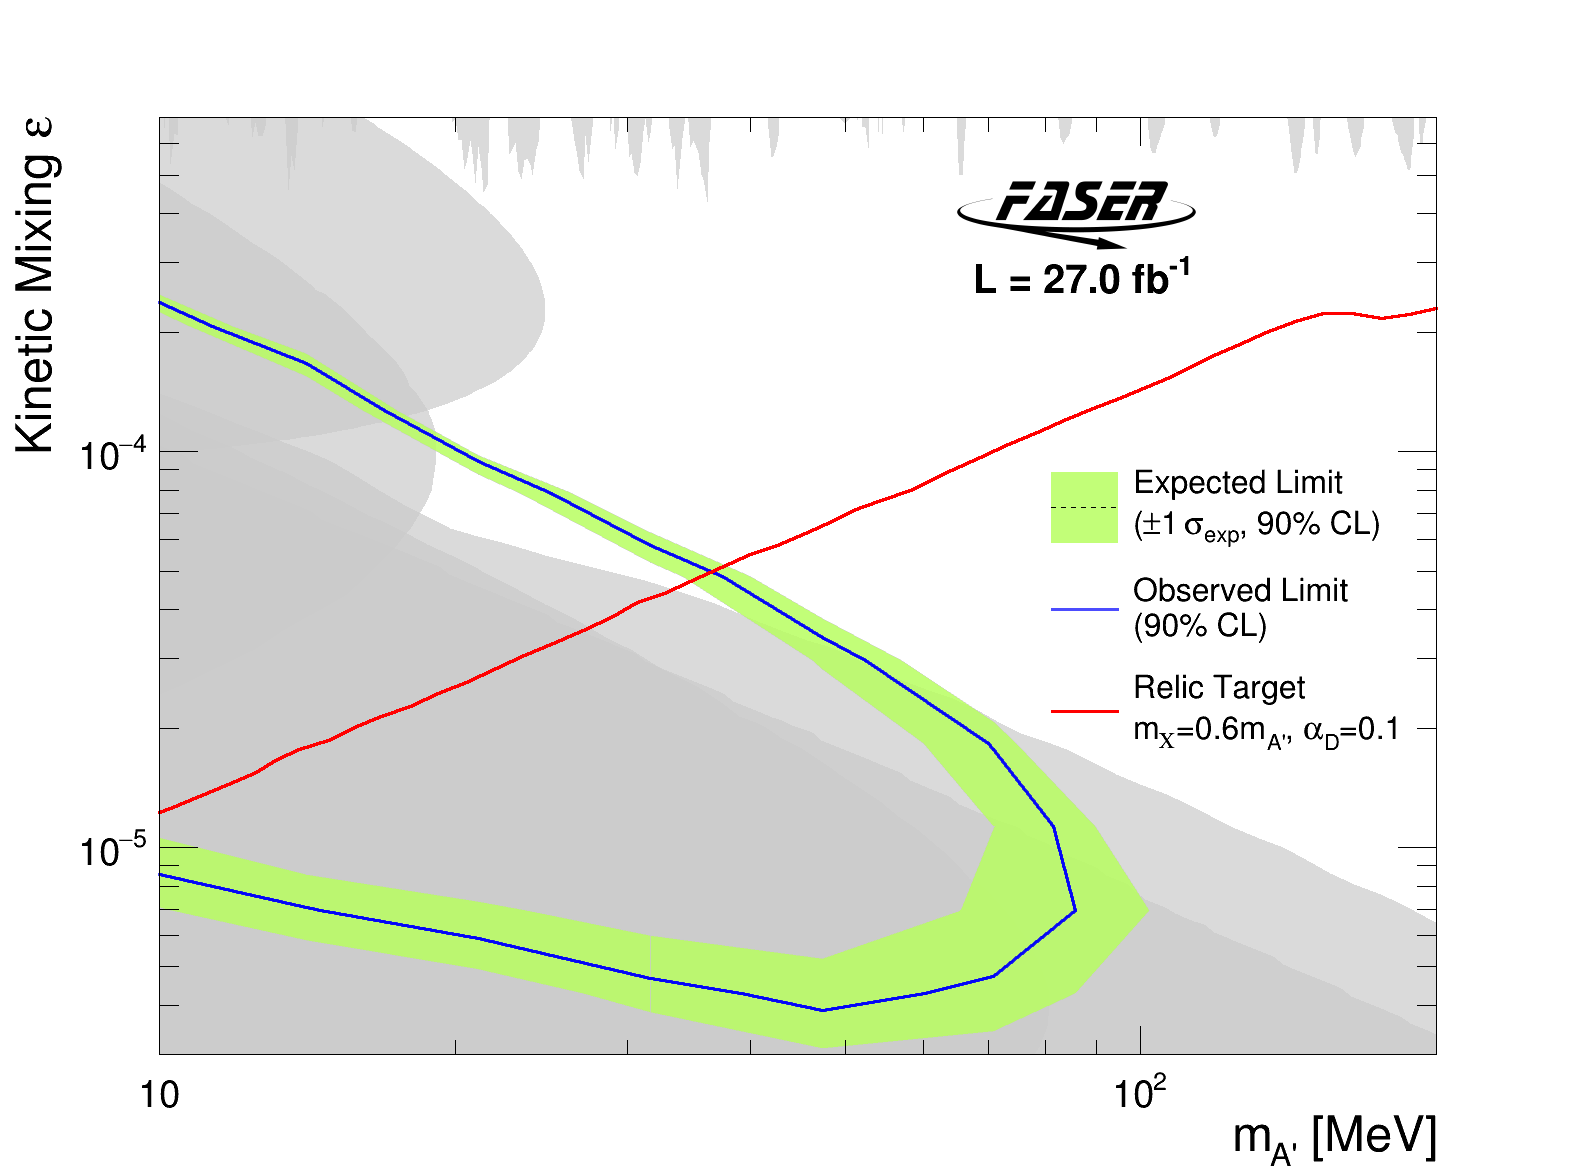 Kinetic Mixing ε
FASER
L = 27.0 fb⁻¹
10⁻⁴
Expected Limit
(±1 σexp, 90% CL)
Observed Limit
(90% CL)
Relic Target
mχ=0.6mA', αD=0.1
10⁻⁵
10
10²
mA' [MeV]